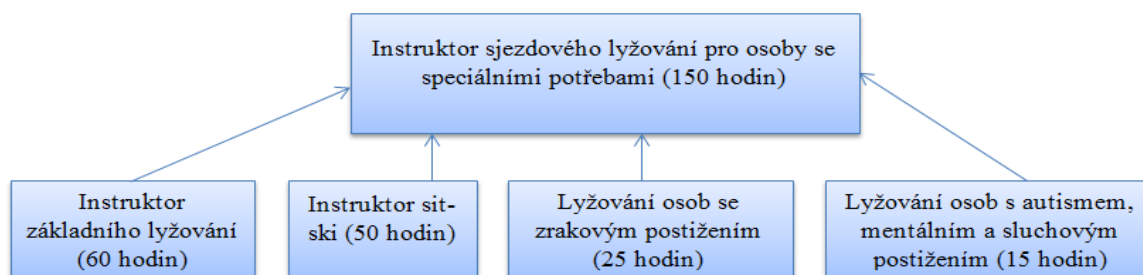 Instruktor sjezdového lyžování pro osoby se
speciálními potřebami (150 hodin)
Instruktor
základního lyžování
(60 hodin)
Instruktor sit-
ski (50 hodin)
Lyžování osob se
zrakovým postižením
(25 hodin)
Lyžování osob s autismem,
mentálním a sluchovým
postižením (15 hodin)